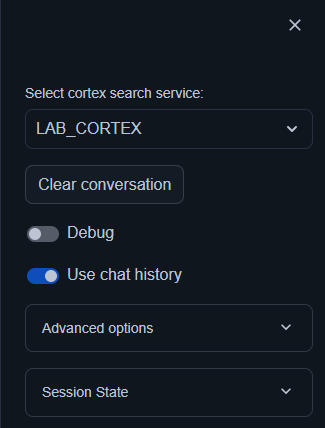 Select cortex search service:
LAB_CORTEX
Clear conversation
Debug
Use chat history
Advanced options
Session State